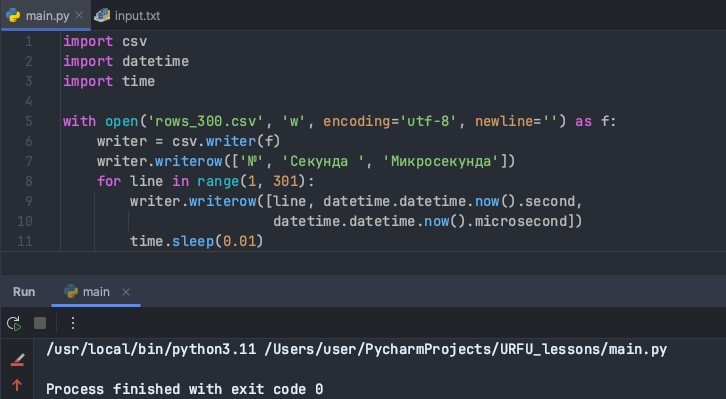 main.py × input.txt
1 import csv
2 import datetime
3 import time
4
5 with open('rows_300.csv', 'w', encoding='utf-8', newline='') as f:
6 writer = csv.writer(f)
7 writer.writerow(['№', 'Секунда ', 'Микросекунда'])
8 for line in range(1, 301):
9 writer.writerow([line, datetime.datetime.now().second,
10 datetime.datetime.now().microsecond])
11 time.sleep(0.01)
Run main ×
/usr/local/bin/python3.11 /Users/user/PycharmProjects/URFU_lessons/main.py
Process finished with exit code 0